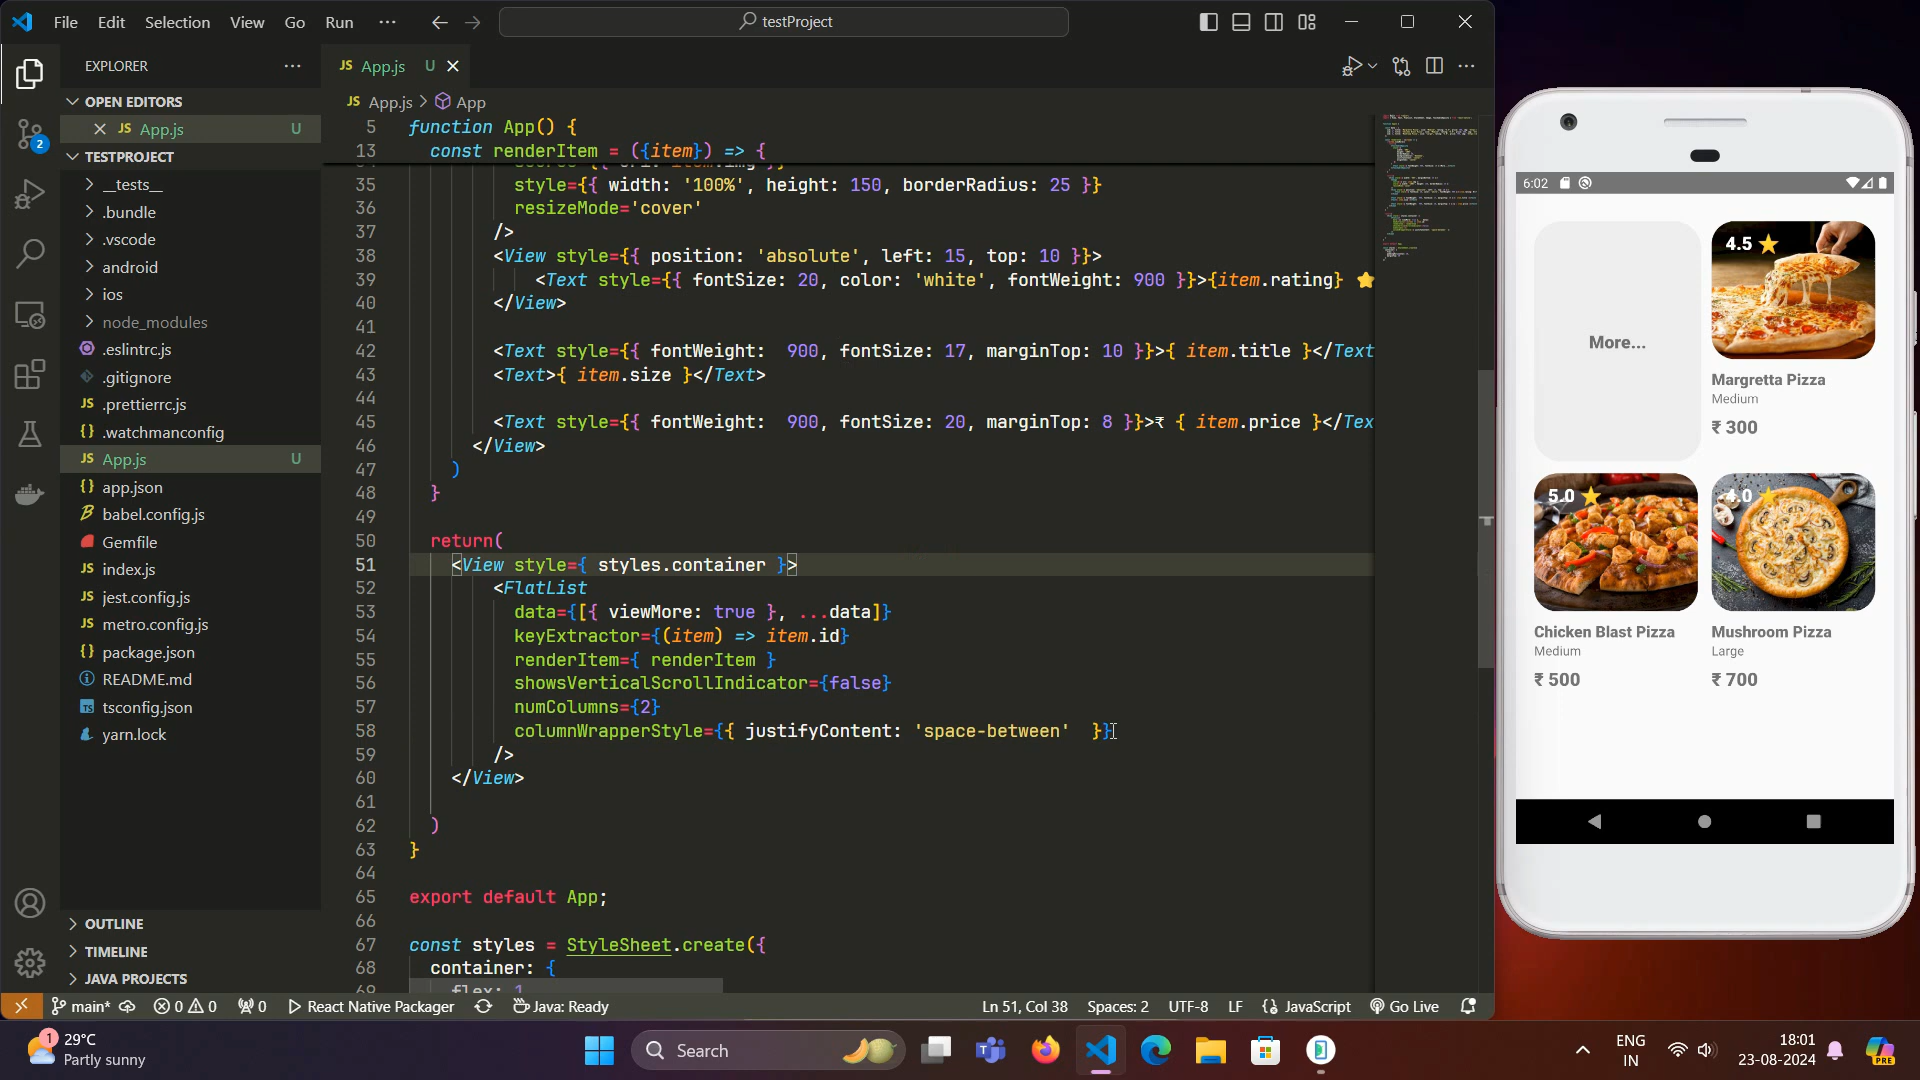 File Edit Selection View Go Run ··· testProject
EXPLORER ···
OPEN EDITORS
JS App.js U
TESTPROJECT
__tests__
.bundle
.vscode
android
ios
node_modules
.eslintrc.js
.gitignore
JS .prettierrc.js
{} .watchmanconfig
JS App.js U
{} app.json
babel.config.js
Gemfile
JS index.js
JS jest.config.js
JS metro.config.js
{} package.json
README.md
TS tsconfig.json
yarn.lock
OUTLINE
TIMELINE
JAVA PROJECTS
2
JS App.js U
JS App.js > App
5 function App() {
13 const renderItem = ({item}) => {
35 style={{ width: '100%', height: 150, borderRadius: 25 }}
36 resizeMode='cover'
37 />
38 <View style={{ position: 'absolute', left: 15, top: 10 }}>
39 <Text style={{ fontSize: 20, color: 'white', fontWeight: 900 }}>{item.rating} ⭐
40 </View>
41
42 <Text style={{ fontWeight:  900, fontSize: 17, marginTop: 10 }}>{ item.title }</Text
43 <Text>{ item.size }</Text>
44
45 <Text style={{ fontWeight:  900, fontSize: 20, marginTop: 8 }}>₹ { item.price }</Tex
46 </View>
47 )
48 }
49
50 return(
51 <View style={ styles.container }>
52 <FlatList
53 data={[{ viewMore: true }, ...data]}
54 keyExtractor={(item) => item.id}
55 renderItem={ renderItem }
56 showsVerticalScrollIndicator={false}
57 numColumns={2}
58 columnWrapperStyle={{ justifyContent: 'space-between'  }}
59 />
60 </View>
61
62 )
63 }
64
65 export default App;
66
67 const styles = StyleSheet.create({
68 container: {
69 flex: 1
6:02
More...
4.5 ⭐
Margretta Pizza
Medium
₹ 300
5.0 ⭐
Chicken Blast Pizza
Medium
₹ 500
4.0 ⭐
Mushroom Pizza
Large
₹ 700
main* 0 0 0 React Native Packager Java: Ready Ln 51, Col 38 Spaces: 2 UTF-8 LF {} JavaScript Go Live
1
29°C
Partly sunny
Search
ENG
IN
18:01
23-08-2024
PRE